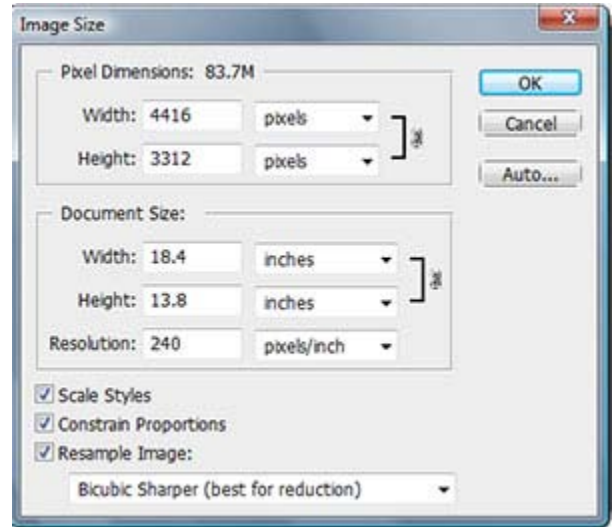 Image Size
Pixel Dimensions: 83.7M
OK
Width: 4416 pixels
Cancel
Height: 3312 pixels
Auto...
Document Size:
Width: 18.4 inches
Height: 13.8 inches
Resolution: 240 pixels/inch
Scale Styles
Constrain Proportions
Resample Image:
Bicubic Sharper (best for reduction)